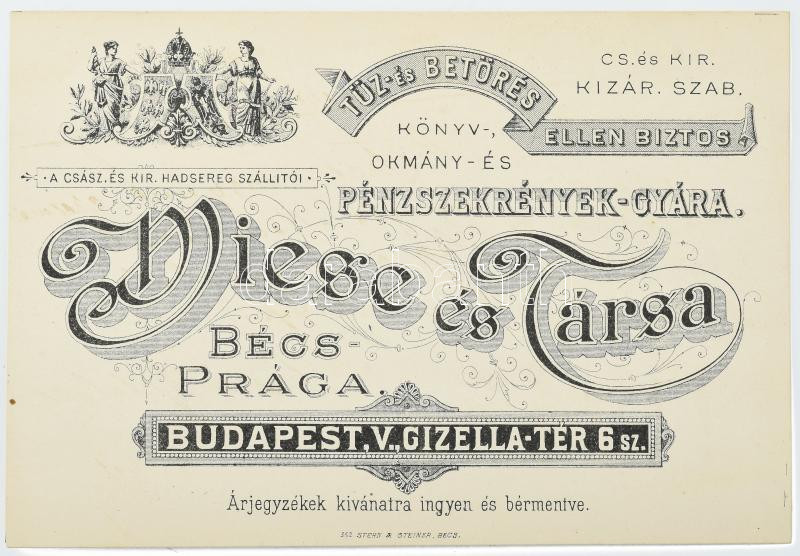 CS. és KIR.
KIZÁR. SZAB.
TŰZ- és BETÖRÉS
ELLEN BIZTOS
KÖNYV-,
OKMÁNY- ÉS
PÉNZSZEKRÉNYEK-GYÁRA.
· A CSÁSZ. ÉS KIR. HADSEREG SZÁLLITÓI ·
Wiese és Társa
BÉCS-
PRÁGA.
BUDAPEST, V., GIZELLA-TÉR 6 SZ.
Árjegyzékek kivánatra ingyen és bérmentve.
STERN & STEINER, BÉCS.